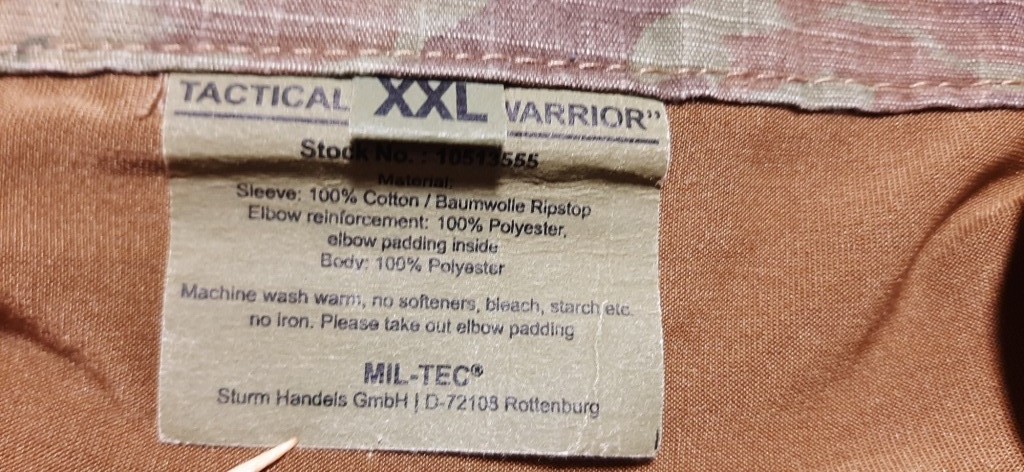 TACTICAL XXL WARRIOR"
Stock No. : 10513555
Material:
Sleeve: 100% Cotton / Baumwolle Ripstop
Elbow reinforcement: 100% Polyester,
elbow padding inside
Body: 100% Polyester
Machine wash warm, no softeners, bleach, starch etc.
no iron. Please take out elbow padding
MIL-TEC®
Sturm Handels GmbH | D-72108 Rottenburg